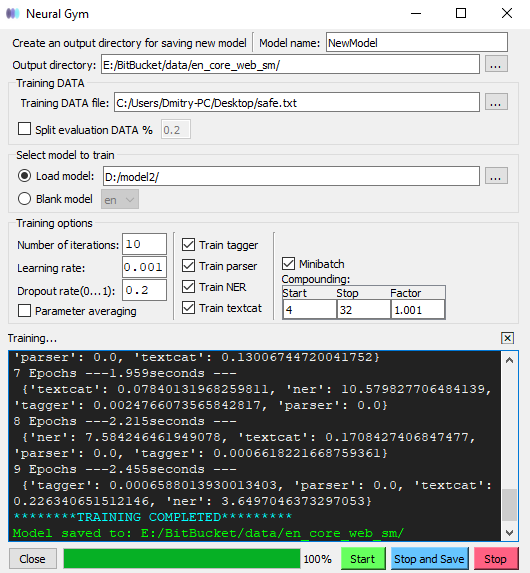 Neural Gym
Create an output directory for saving new model Model name: NewModel
Output directory: E:/BitBucket/data/en_core_web_sm/ ...
Training DATA
Training DATA file: C:/Users/Dmitry-PC/Desktop/safe.txt ...
Split evaluation DATA % 0.2
Select model to train
Load model: D:/model2/ ...
Blank model en
Training options
Number of iterations: 10
Learning rate: 0.001
Dropout rate(0...1): 0.2
Parameter averaging
Train tagger
Train parser
Train NER
Train textcat
Minibatch
Compounding:
Start Stop Factor
4 32 1.001
Training...
'parser': 0.0, 'textcat': 0.13006744720041752}
7 Epochs ---1.959seconds ---
{'textcat': 0.07840131968259811, 'ner': 10.579827706484139,
'tagger': 0.0024766073565842817, 'parser': 0.0}
8 Epochs ---2.215seconds ---
{'ner': 7.584246461949078, 'textcat': 0.1708427406847477,
'parser': 0.0, 'tagger': 0.0006618221668759361}
9 Epochs ---2.455seconds ---
{'tagger': 0.0006588013930013403, 'parser': 0.0, 'textcat':
0.226340651512146, 'ner': 3.6497046373297053}
********TRAINING COMPLETED*********
Model saved to: E:/BitBucket/data/en_core_web_sm/
Close 100% Start Stop and Save Stop